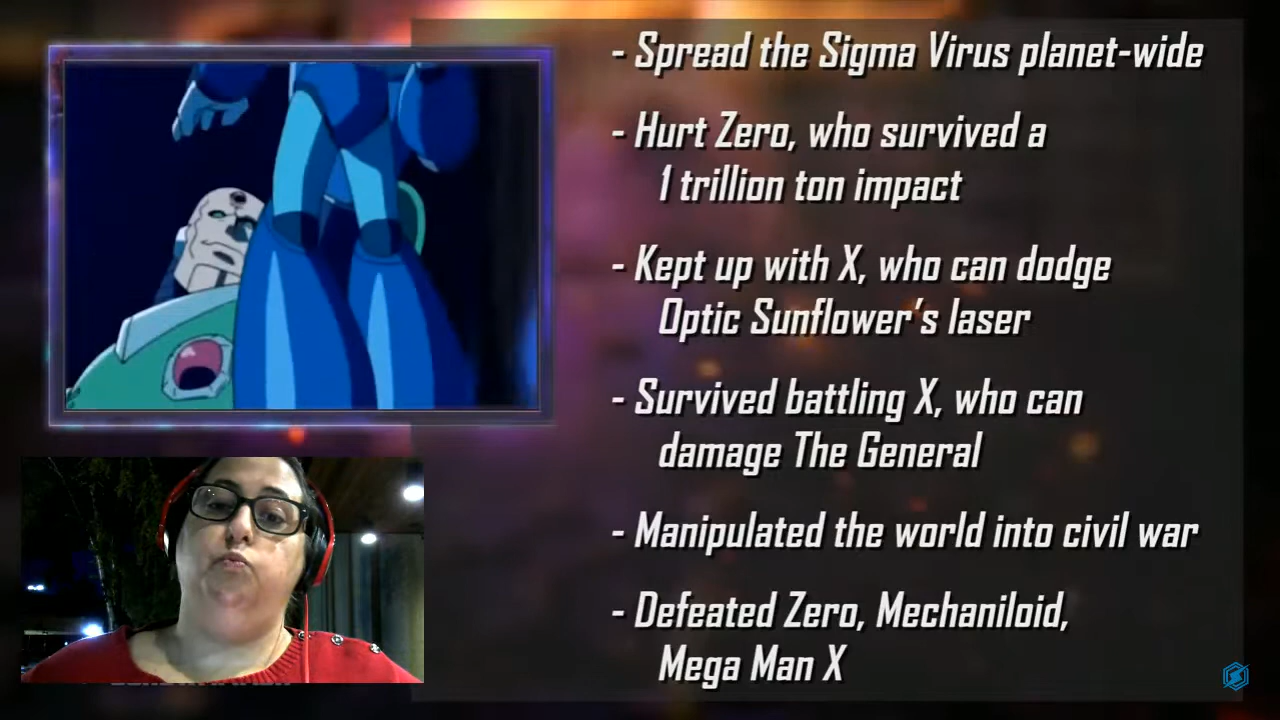 - Spread the Sigma Virus planet-wide
- Hurt Zero, who survived a
1 trillion ton impact
- Kept up with X, who can dodge
Optic Sunflower's laser
- Survived battling X, who can
damage The General
- Manipulated the world into civil war
- Defeated Zero, Mechaniloid,
Mega Man X